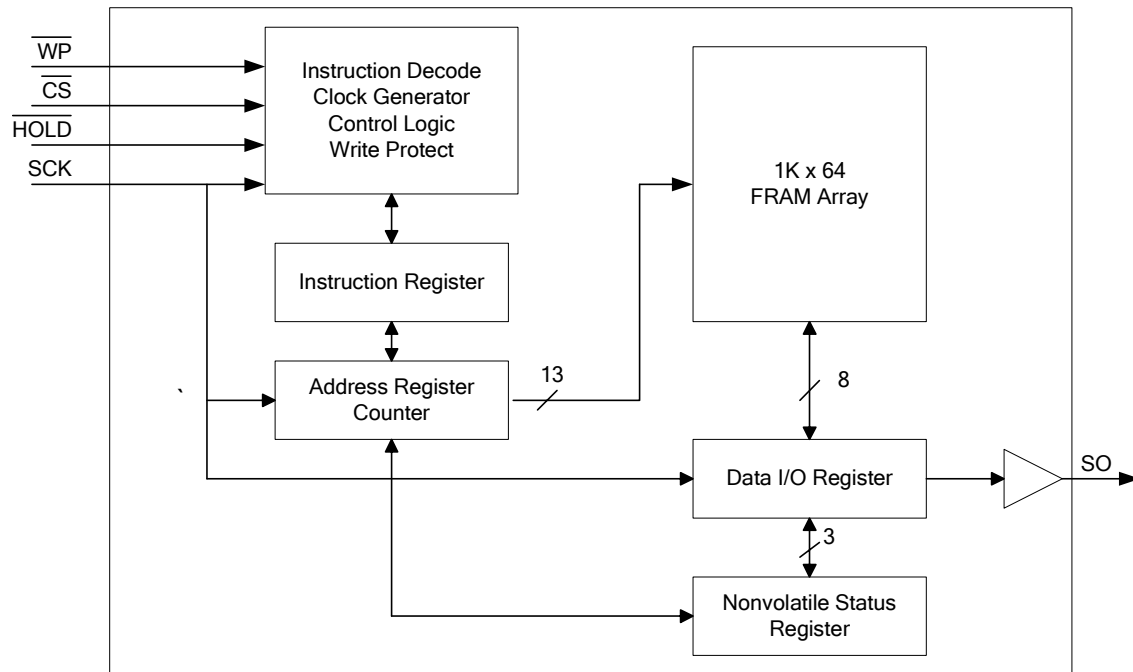 WP
CS
HOLD
SCK
Instruction Decode
Clock Generator
Control Logic
Write Protect
1K x 64
FRAM Array
Instruction Register
Address Register
Counter
13
8
`
Data I/O Register
SO
3
Nonvolatile Status
Register